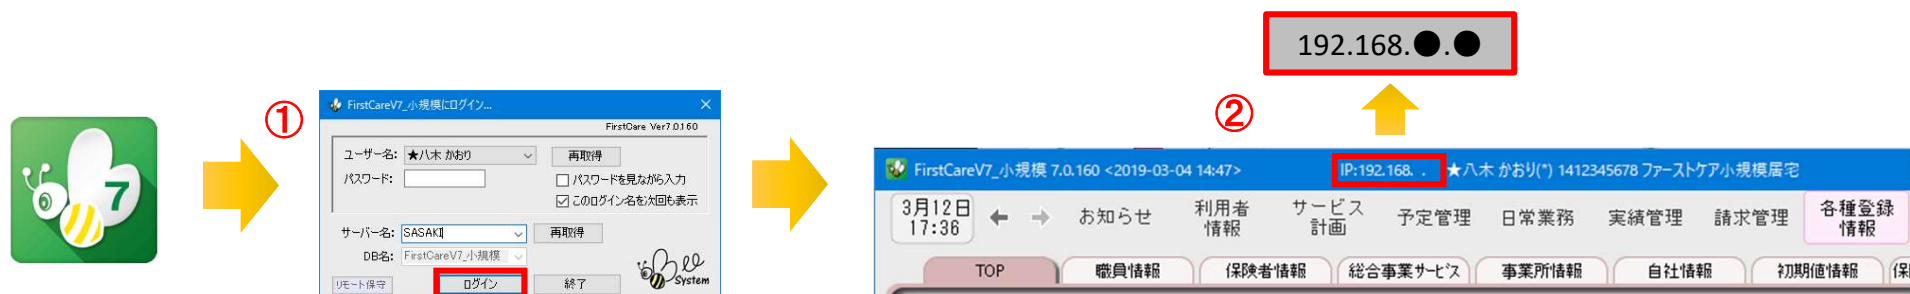 7
①
FirstCareV7_小規模にログイン...
FirstCare Ver7.0.160
ユーザー名: ★八木 かおり 再取得
パスワード: パスワードを見ながら入力
このログイン名を次回も表示
サーバー名: SASAKI 再取得
DB名: FirstCareV7_小規模
リモート保守 ログイン 終了
Bee System
192.168.●.●
②
FirstCareV7_小規模 7.0.160 <2019-03-04 14:47> IP:192.168. . ★八木 かおり(*) 1412345678 ファーストケア小規模居宅
3月12日 17:36 お知らせ 利用者情報 サービス計画 予定管理 日常業務 実績管理 請求管理 各種登録情報
TOP 職員情報 保険者情報 総合事業サービス 事業所情報 自社情報 初期値情報